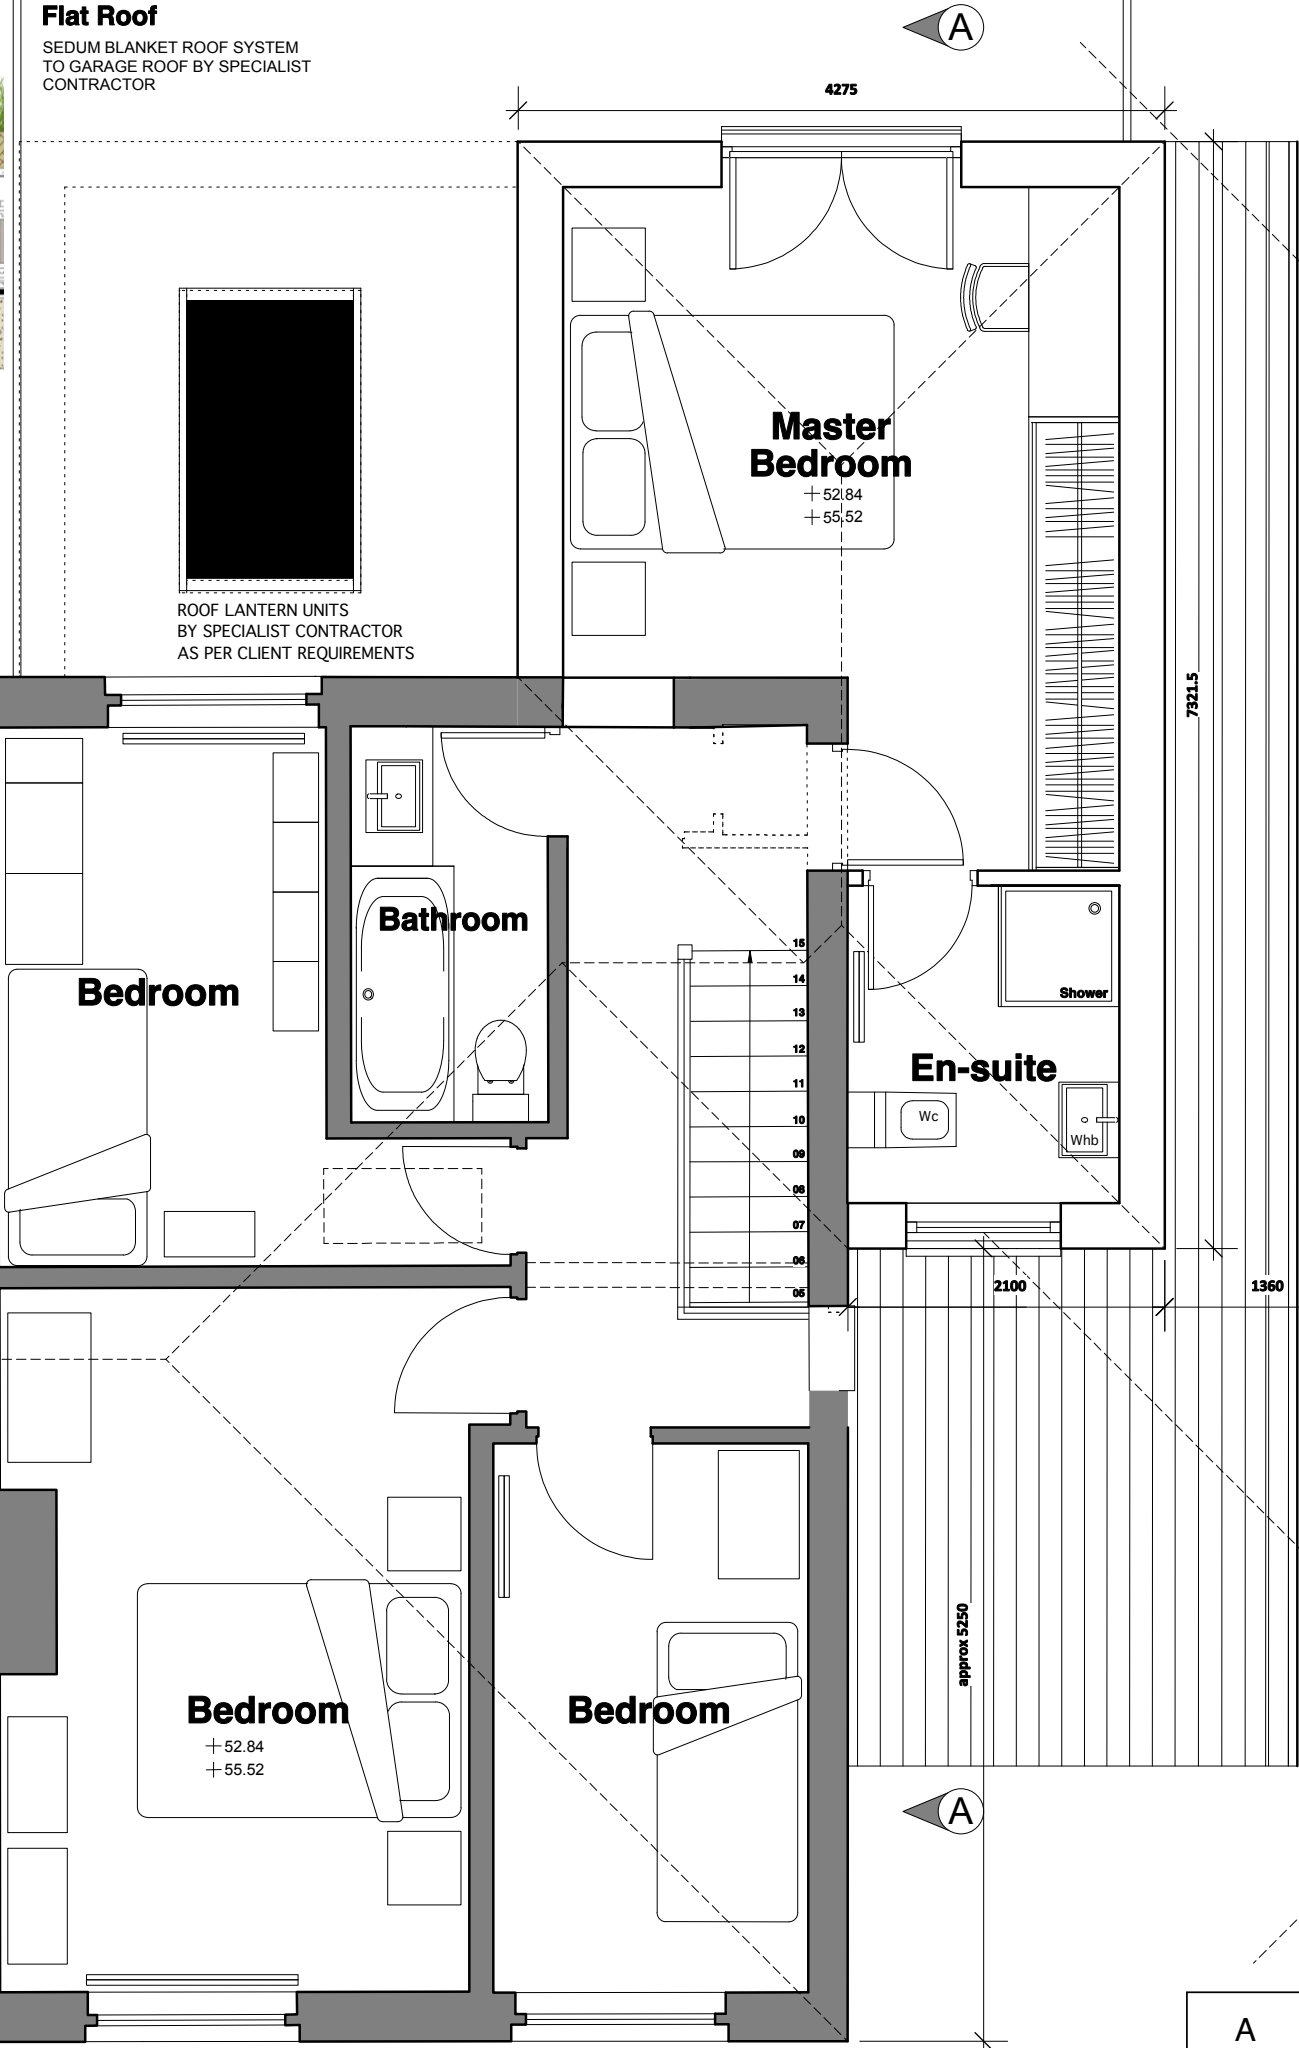 Flat Roof
SEDUM BLANKET ROOF SYSTEM
TO GARAGE ROOF BY SPECIALIST
CONTRACTOR
A
4275
Master
Bedroom
52.84
55.52
ROOF LANTERN UNITS
BY SPECIALIST CONTRACTOR
AS PER CLIENT REQUIREMENTS
7321.5
Bathroom
Bedroom
15
14
13
12
11
10
09
08
07
06
05
Shower
En-suite
Wc
Whb
2100
1360
approx 5250
Bedroom
52.84
55.52
Bedroom
A
A